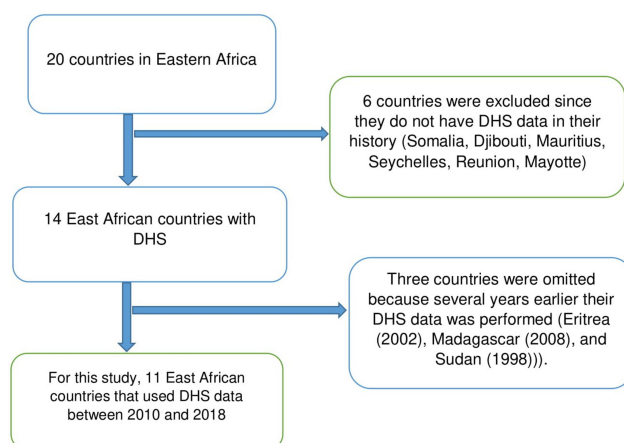 20 countries in Eastern Africa
6 countries were excluded since
they do not have DHS data in their
history (Somalia, Djibouti, Mauritius,
Seychelles, Reunion, Mayotte)
14 East African countries with
DHS
Three countries were omitted
because several years earlier their
DHS data was performed (Eritrea
(2002), Madagascar (2008), and
Sudan (1998))).
For this study, 11 East African
countries that used DHS data
between 2010 and 2018